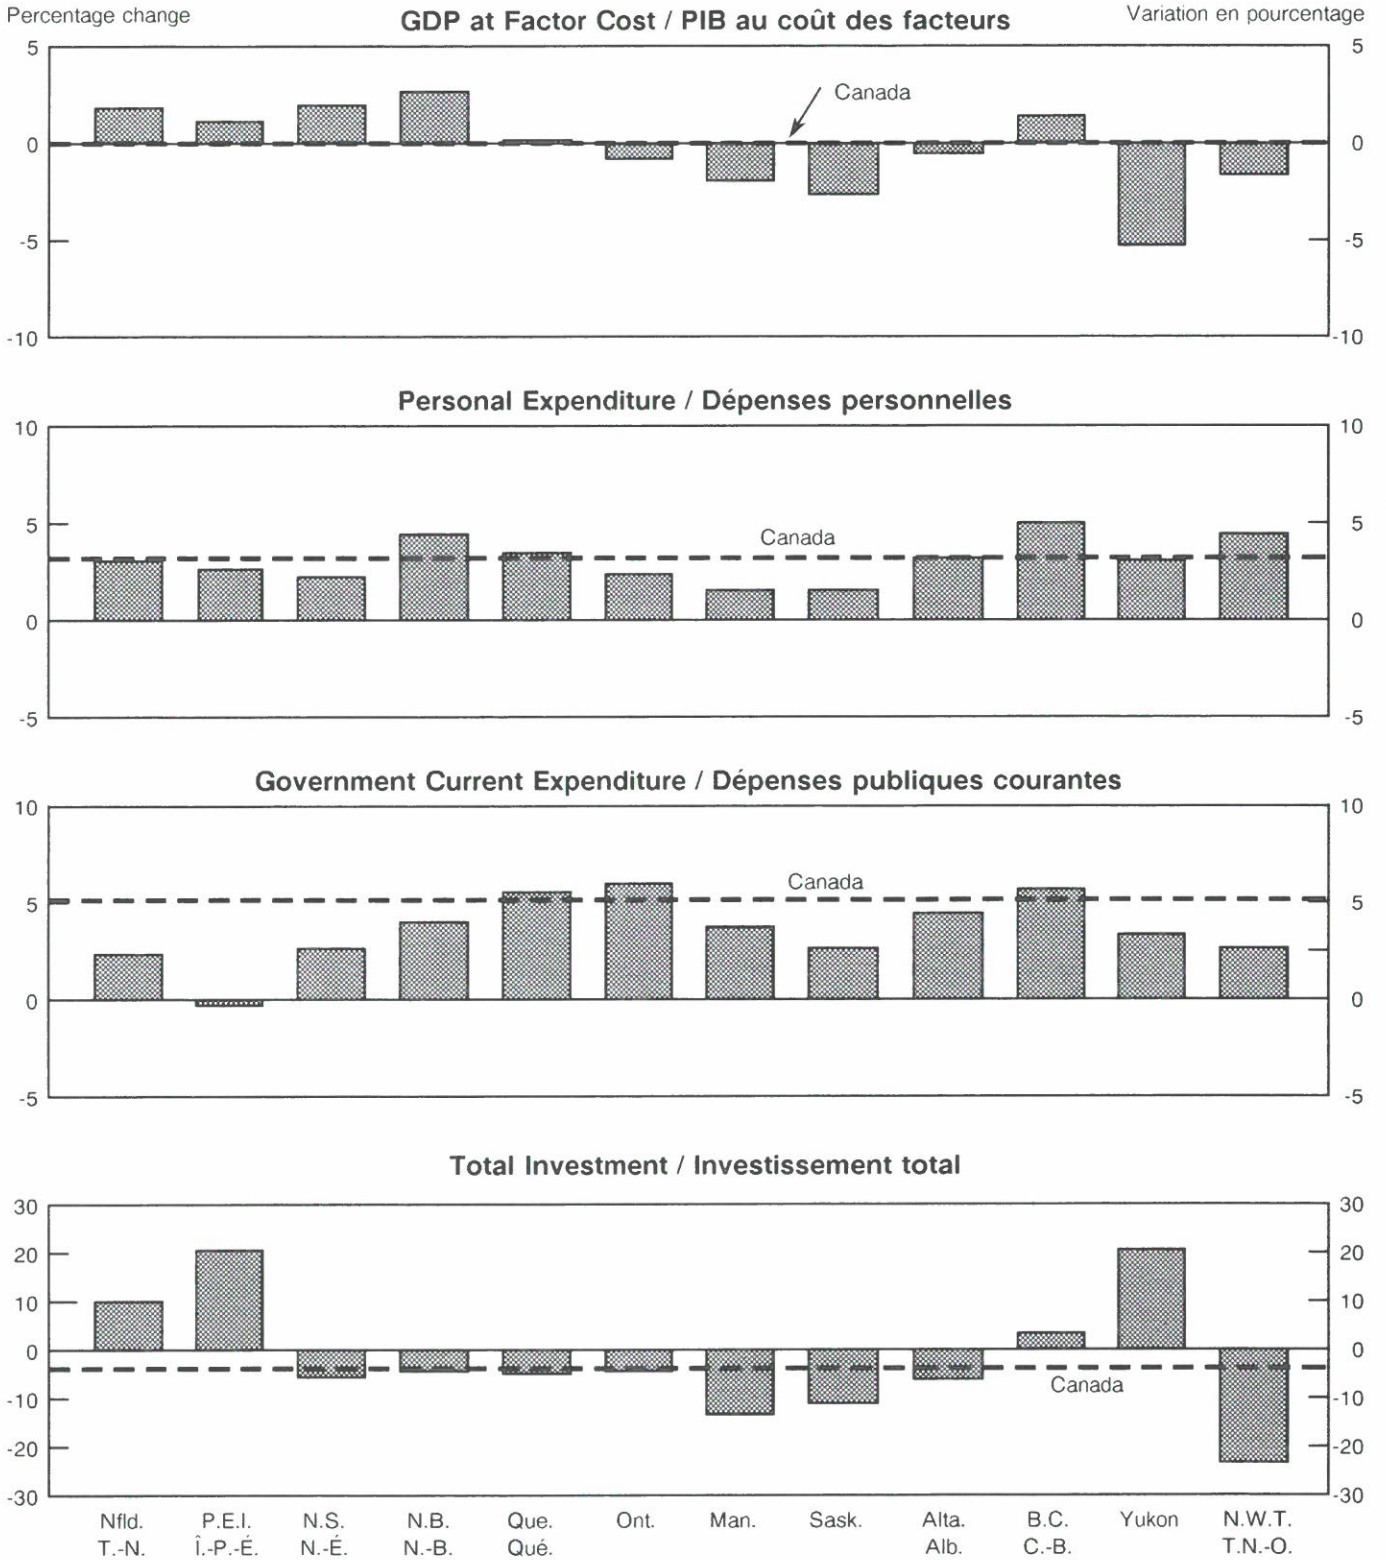 Percentage change
GDP at Factor Cost / PIB au coût des facteurs
Variation en pourcentage
5 5
Canada
0 0
-5 -5
-10 -10
Personal Expenditure / Dépenses personnelles
10 10
5 5
Canada
0 0
-5 -5
Government Current Expenditure / Dépenses publiques courantes
10 10
Canada
5 5
0 0
-5 -5
Total Investment / Investissement total
30 30
20 20
10 10
0 0
Canada
-10 -10
-20 -20
-30 -30
Nfld. P.E.I. N.S. N.B. Que. Ont. Man. Sask. Alta. B.C. Yukon N.W.T.
T.-N. Î.-P.-É. N.-É. N.-B. Qué. Alb. C.-B. T.N.-O.